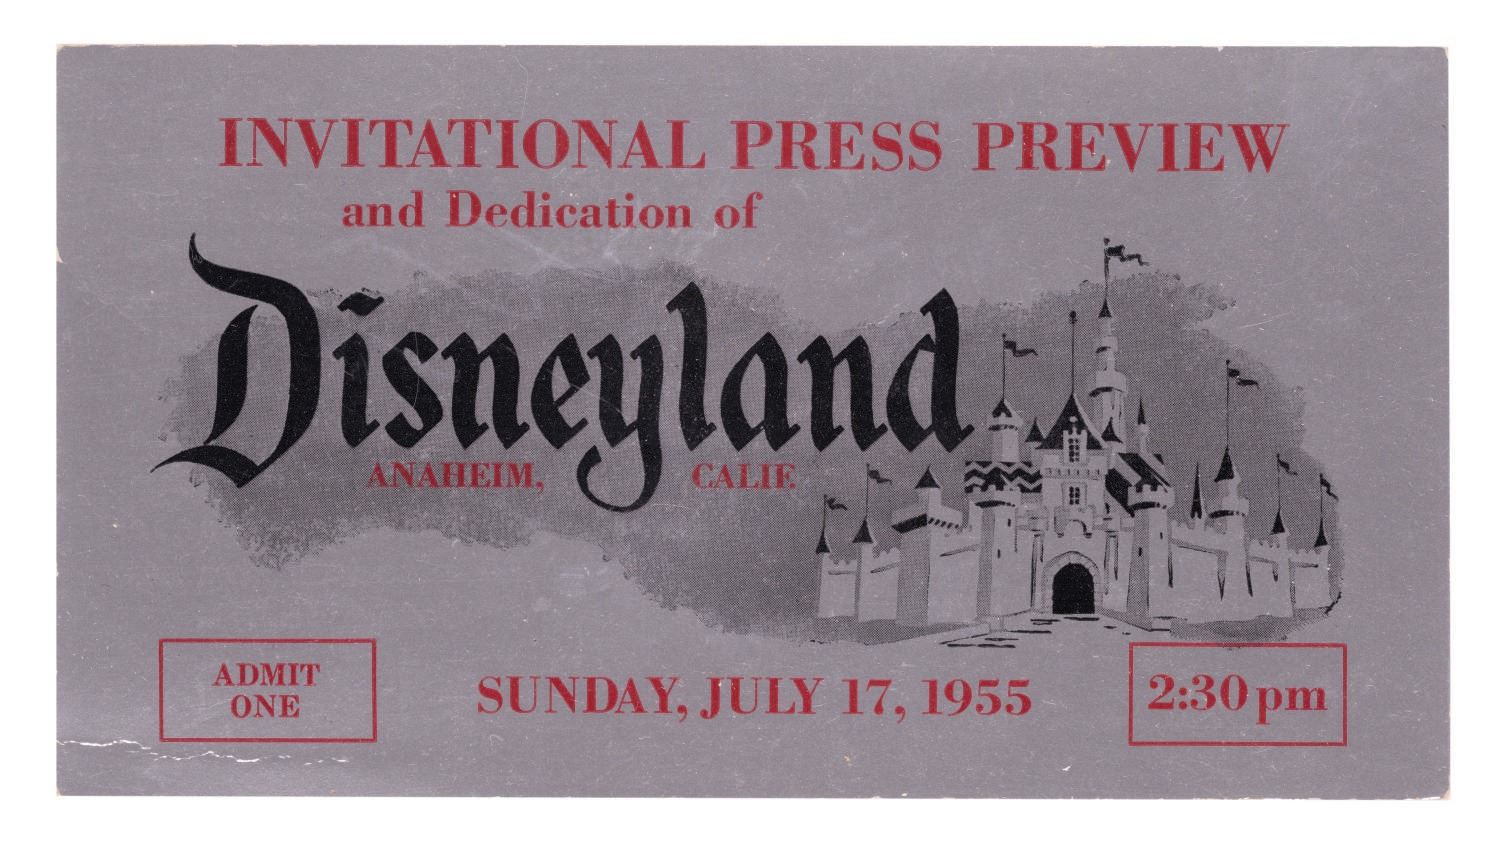 INVITATIONAL PRESS PREVIEW
and Dedication of
Disneyland
ANAHEIM, CALIF.
ADMIT
ONE
SUNDAY, JULY 17, 1955
2:30 pm